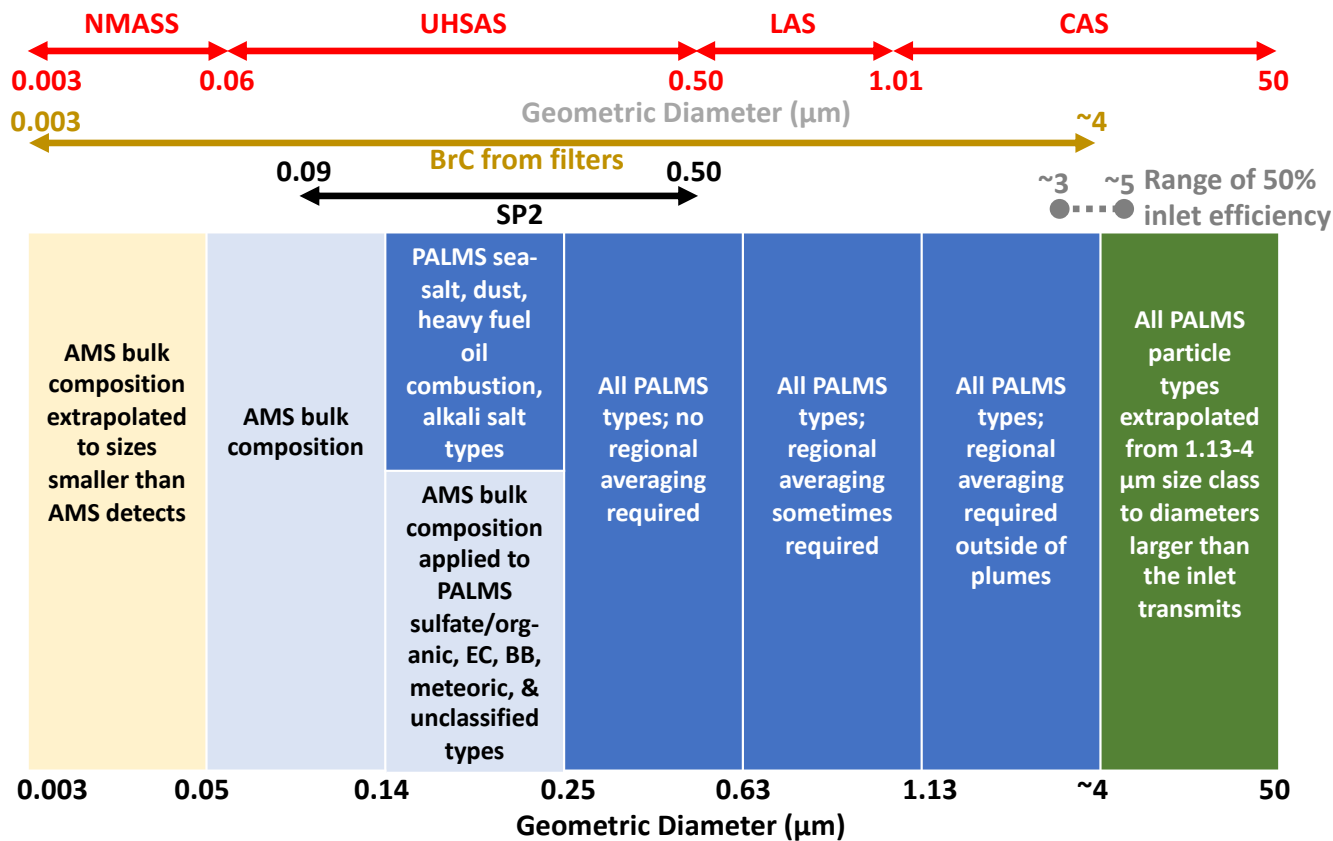 NMASS UHSAS LAS CAS
0.003 0.06 0.50 1.01 50
Geometric Diameter (µm)
0.003 ~4
BrC from filters
0.09 0.50
SP2
~3 ~5 Range of 50%
inlet efficiency
AMS bulk
composition
extrapolated
to sizes
smaller than
AMS detects
AMS bulk
composition
PALMS sea-
salt, dust,
heavy fuel
oil
combustion,
alkali salt
types
AMS bulk
composition
applied to
PALMS
sulfate/org-
anic, EC, BB,
meteoric, &
unclassified
types
All PALMS
types; no
regional
averaging
required
All PALMS
types;
regional
averaging
sometimes
required
All PALMS
types;
regional
averaging
required
outside of
plumes
All PALMS
particle
types
extrapolated
from 1.13-4
µm size class
to diameters
larger than
the inlet
transmits
0.003 0.05 0.14 0.25 0.63 1.13 ~4 50
Geometric Diameter (µm)